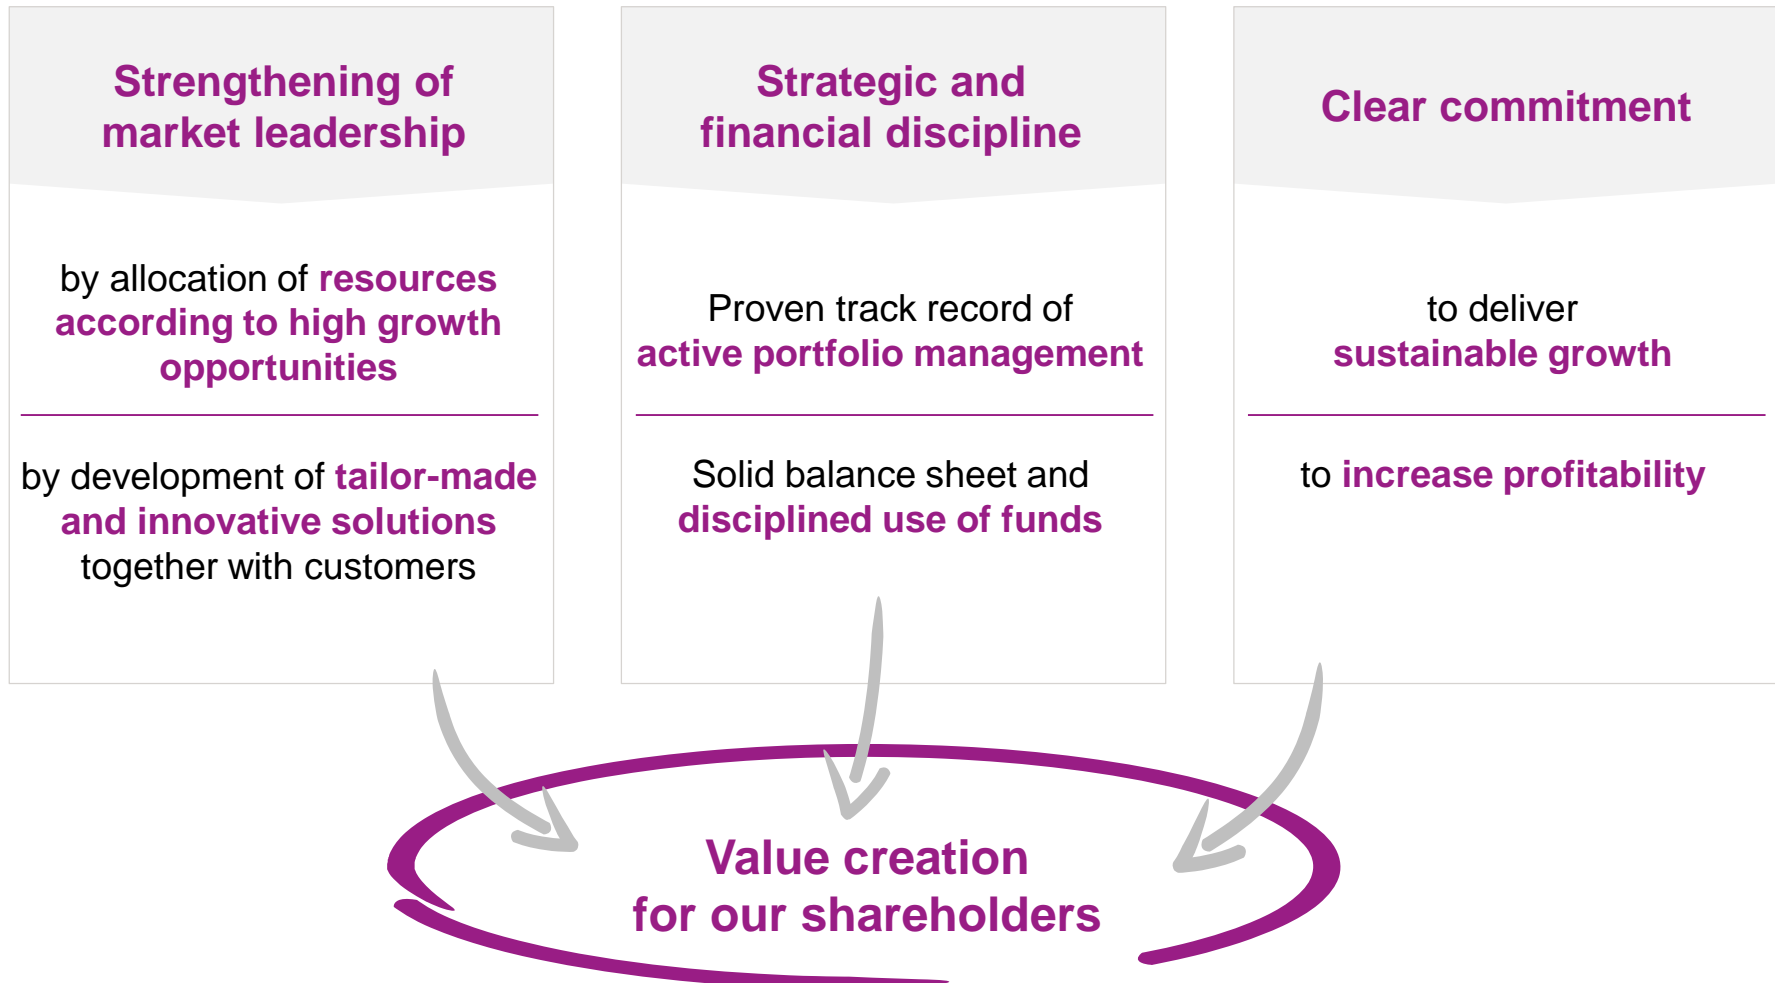 Strengthening of
market leadership
by allocation of resources
according to high growth
opportunities
by development of tailor-made
and innovative solutions
together with customers
Strategic and
financial discipline
Proven track record of
active portfolio management
Solid balance sheet and
disciplined use of funds
Clear commitment
to deliver
sustainable growth
to increase profitability
Value creation
for our shareholders